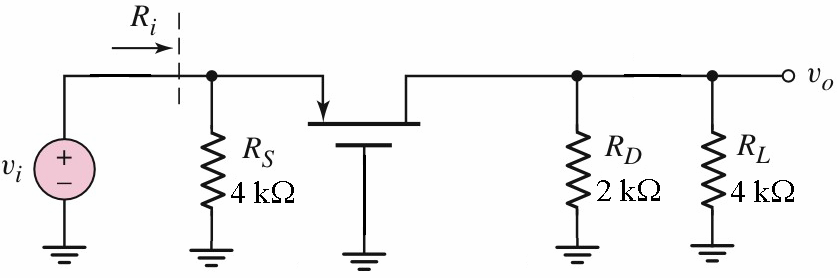 R_i
v_i
+
−
R_S
4 kΩ
R_D
2 kΩ
R_L
4 kΩ
v_o